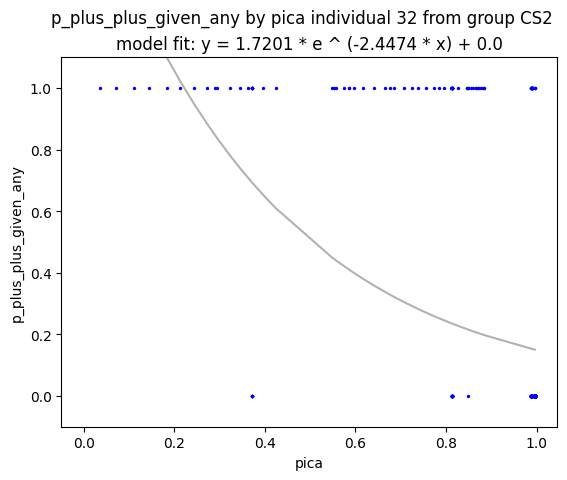 p_plus_plus_given_any by pica individual 32 from group CS2
model fit: y = 1.7201 * e ^ (-2.4474 * x) + 0.0
1.0
0.8
0.6
0.4
0.2
0.0
p_plus_plus_given_any
0.0 0.2 0.4 0.6 0.8 1.0
pica